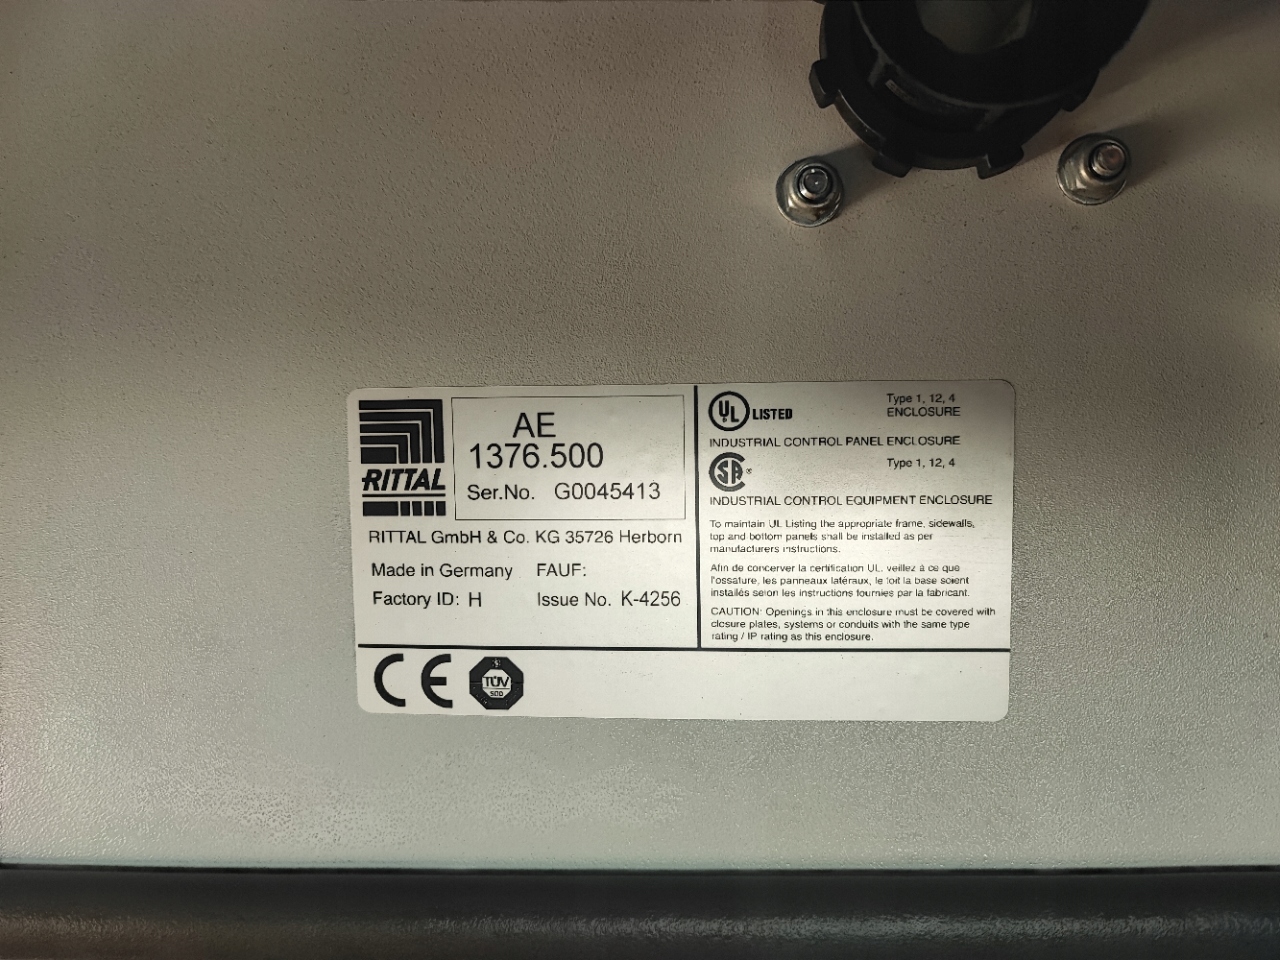 RITTAL
AE
1376.500
Ser.No. G0045413
RITTAL GmbH & Co. KG 35726 Herborn
Made in Germany FAUF:
Factory ID: H Issue No. K-4256
UL LISTED
Type 1, 12, 4
ENCLOSURE
INDUSTRIAL CONTROL PANEL ENCLOSURE
SA ®
Type 1, 12, 4
INDUSTRIAL CONTROL EQUIPMENT ENCLOSURE
To maintain UL Listing the appropriate frame, sidewalls,
top and bottom panels shall be installed as per
manufacturers instructions.
Afin de concerver la certification UL, veillez à ce que
l'ossature, les panneaux latéraux, le toit la base soient
installés selon les instructions fournies par la fabricant.
CAUTION: Openings in this enclosure must be covered with
closure plates, systems or conduits with the same type
rating / IP rating as this enclosure.
CE
TÜV
SÜD